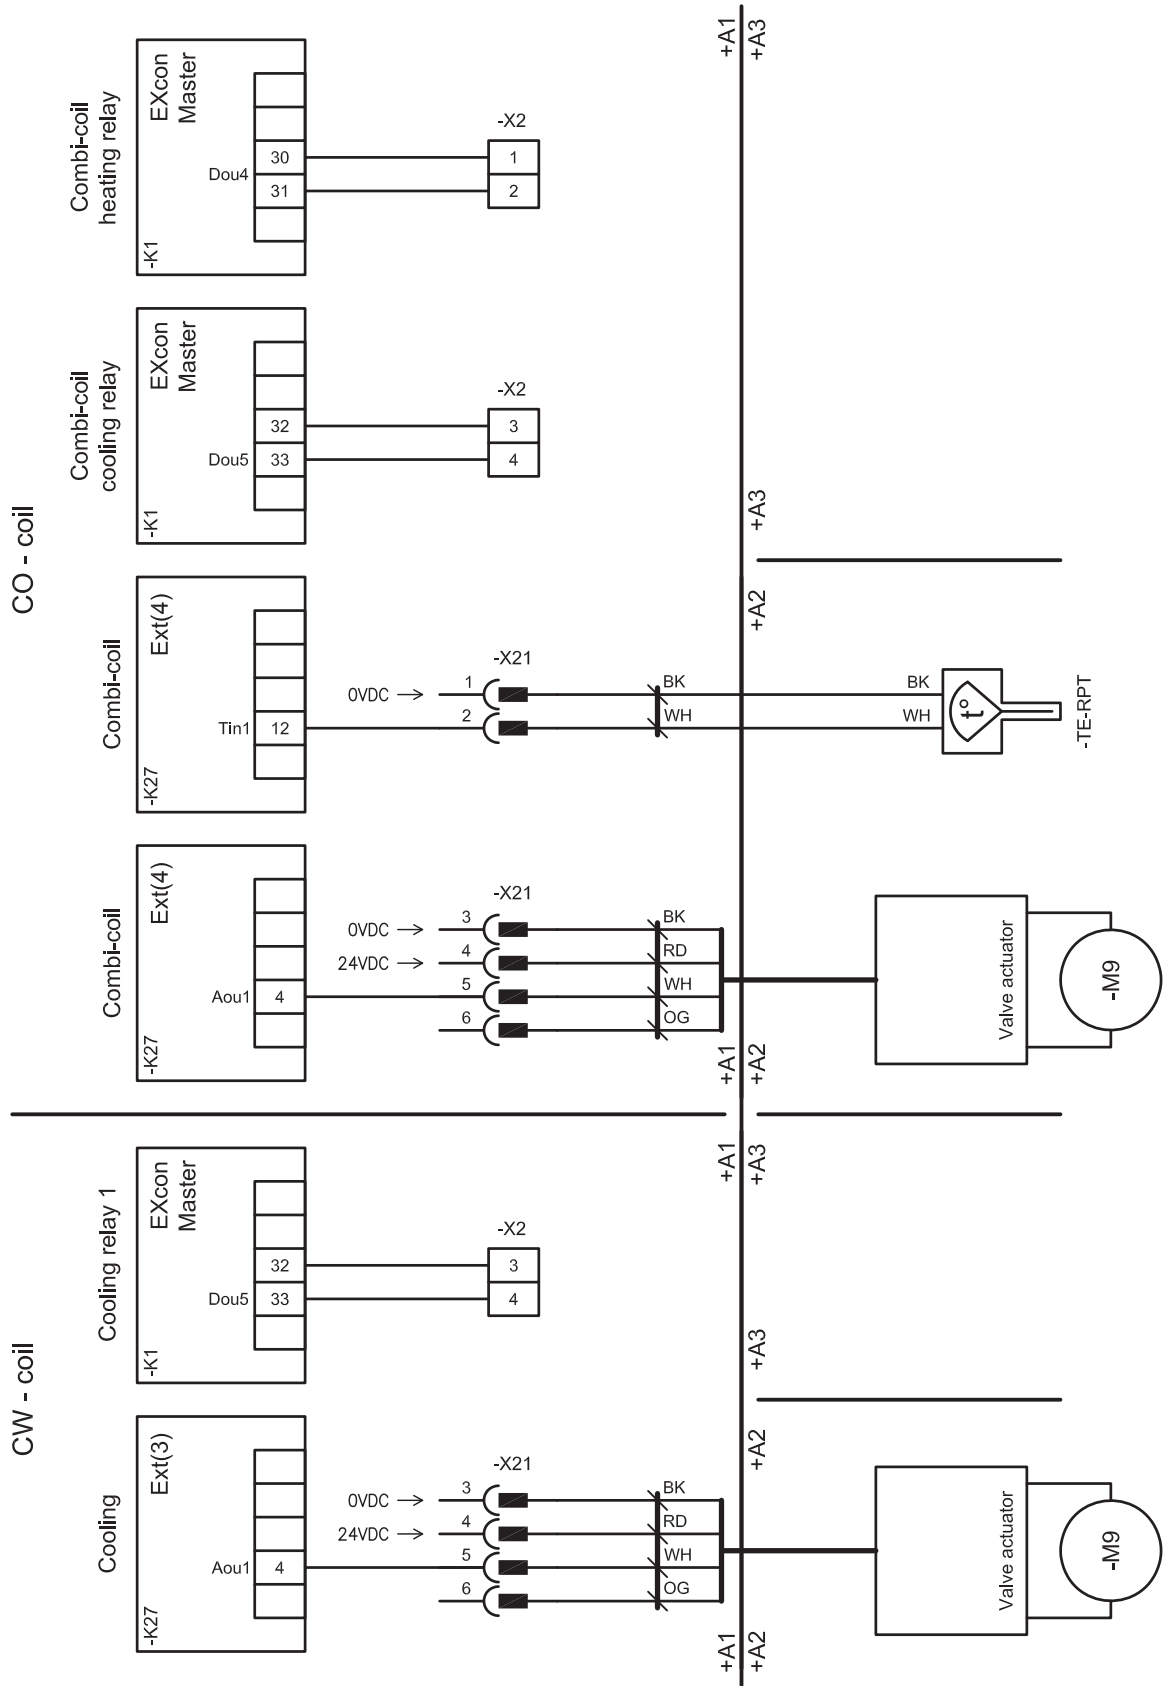 CO - coil
Combi-coil
heating relay
-K1
EXcon
Master
Dou4
30
31
-X2
1
2
+A1
+A3
Combi-coil
cooling relay
-K1
EXcon
Master
Dou5
32
33
-X2
3
4
+A3
Combi-coil
-K27
Ext(4)
Tin1
12
0VDC →
1
2
-X21
BK
WH
+A2
BK
WH
t°
-TE-RPT
Combi-coil
-K27
Ext(4)
Aou1
4
0VDC →
24VDC →
3
4
5
6
-X21
BK
RD
WH
OG
+A1
+A2
Valve actuator
-M9
CW - coil
Cooling relay 1
-K1
EXcon
Master
Dou5
32
33
-X2
3
4
+A1
+A3
+A3
Cooling
-K27
Ext(3)
Aou1
4
0VDC →
24VDC →
3
4
5
6
-X21
BK
RD
WH
OG
+A2
+A1
+A2
Valve actuator
-M9